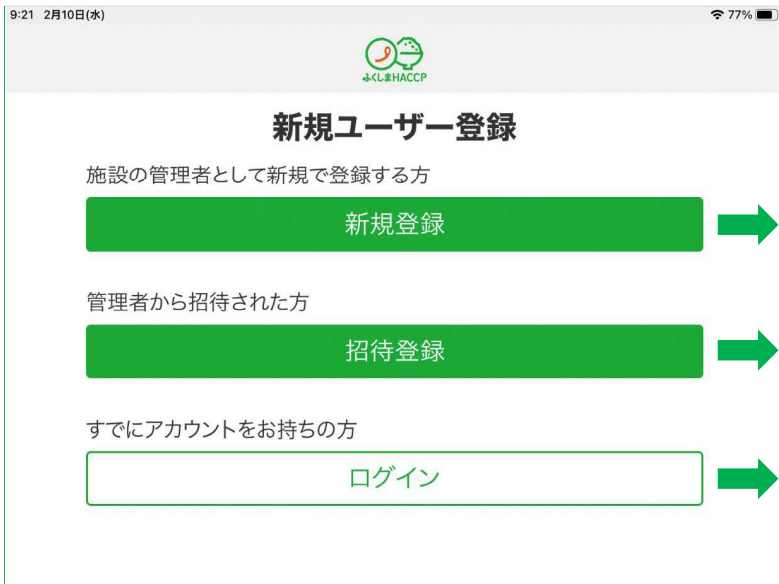 9:21 2月10日(水) 77%
ふくしまHACCP
新規ユーザー登録
施設の管理者として新規で登録する方
新規登録
管理者から招待された方
招待登録
すでにアカウントをお持ちの方
ログイン